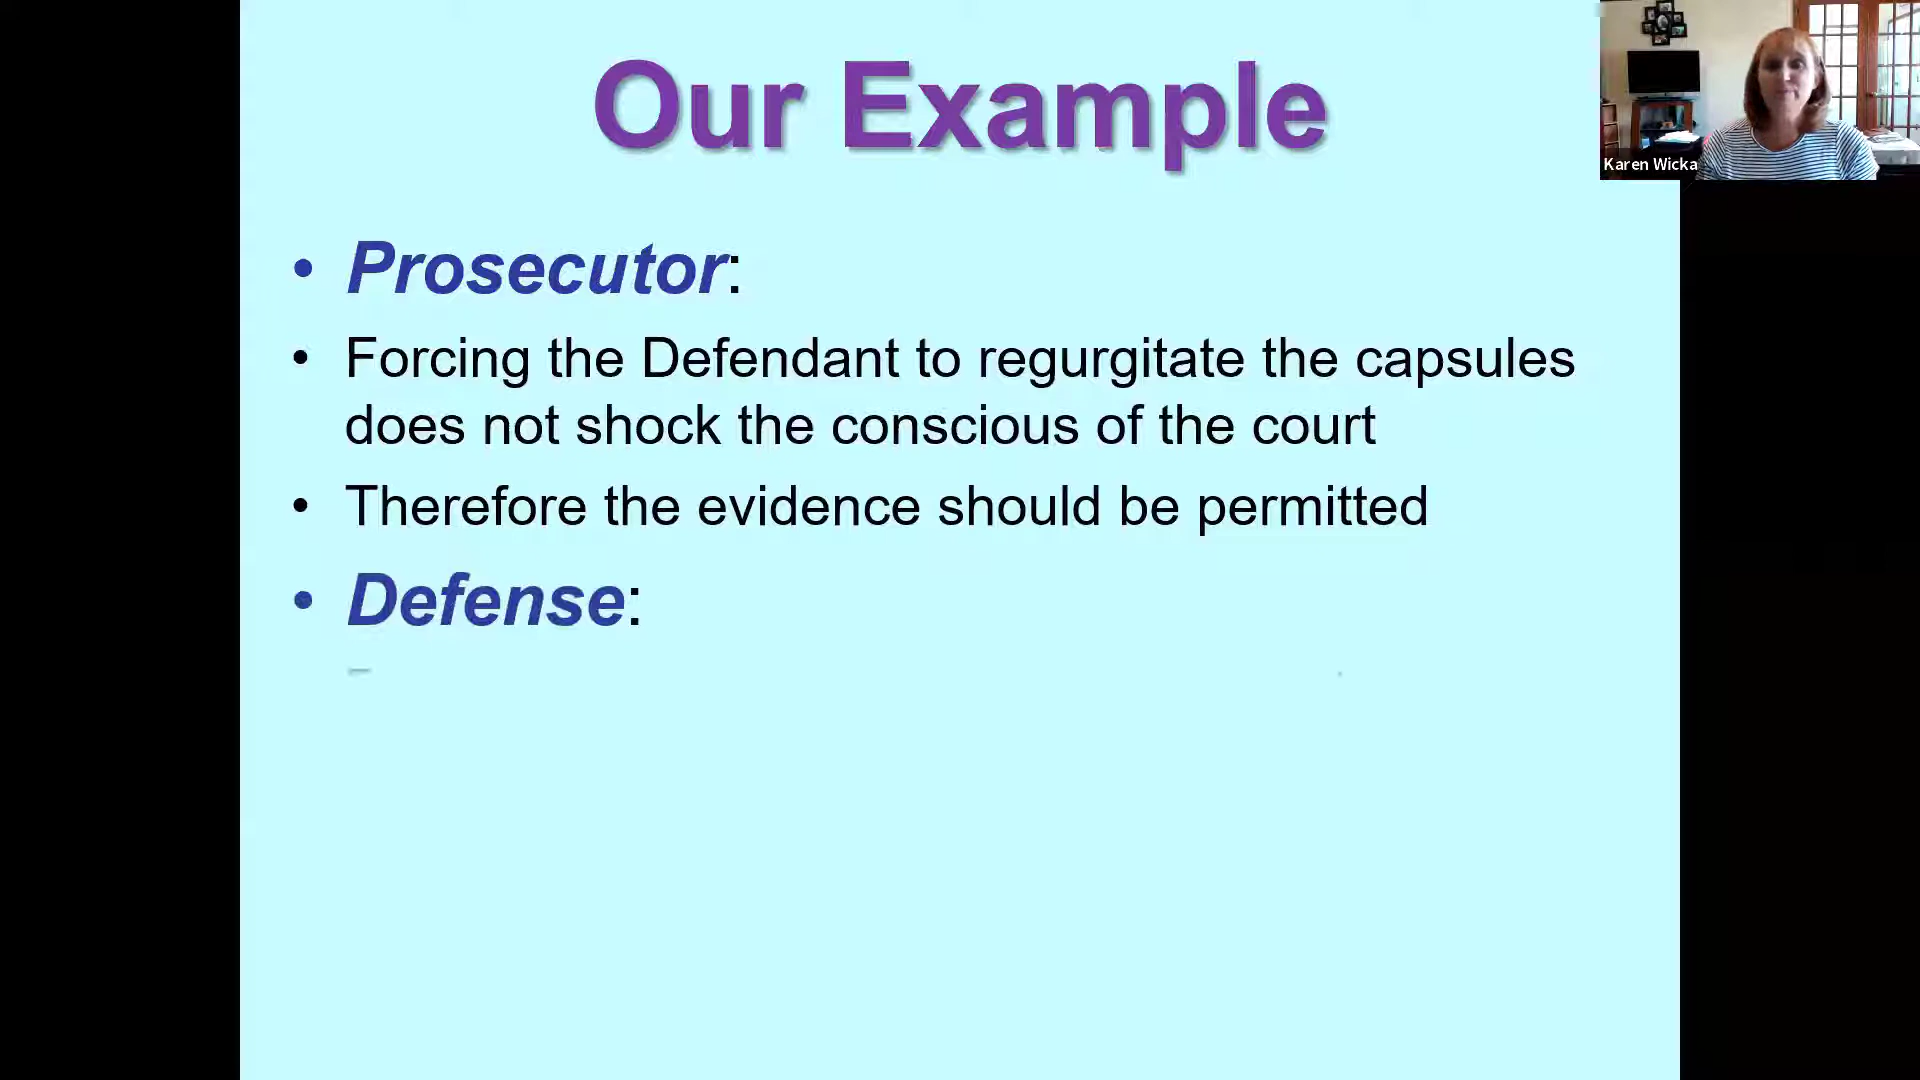 Our Example
Karen Wicka
• Prosecutor:
• Forcing the Defendant to regurgitate the capsules
does not shock the conscious of the court
• Therefore the evidence should be permitted
• Defense: